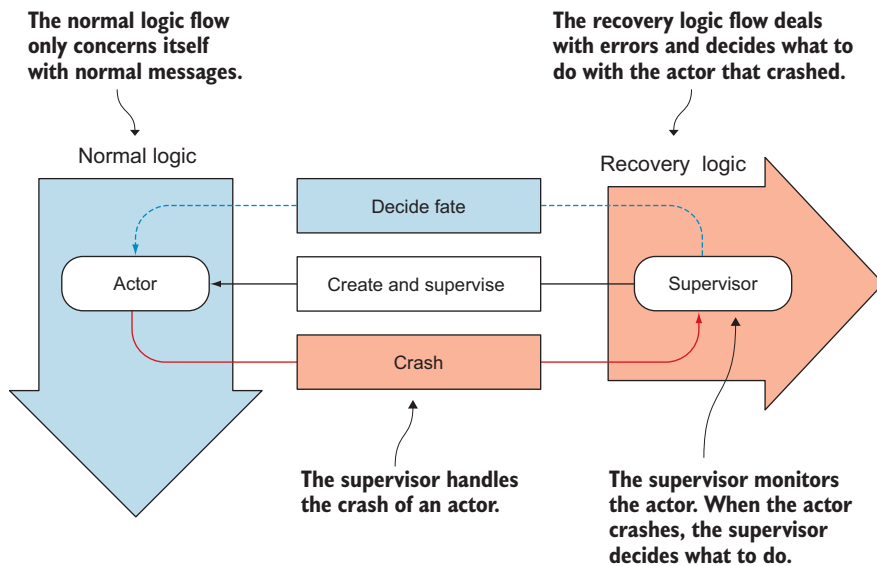 The normal logic flow
only concerns itself
with normal messages.
The recovery logic flow deals
with errors and decides what to
do with the actor that crashed.
Normal logic
Recovery logic
Decide fate
Actor
Create and supervise
Supervisor
Crash
The supervisor handles
the crash of an actor.
The supervisor monitors
the actor. When the actor
crashes, the supervisor
decides what to do.